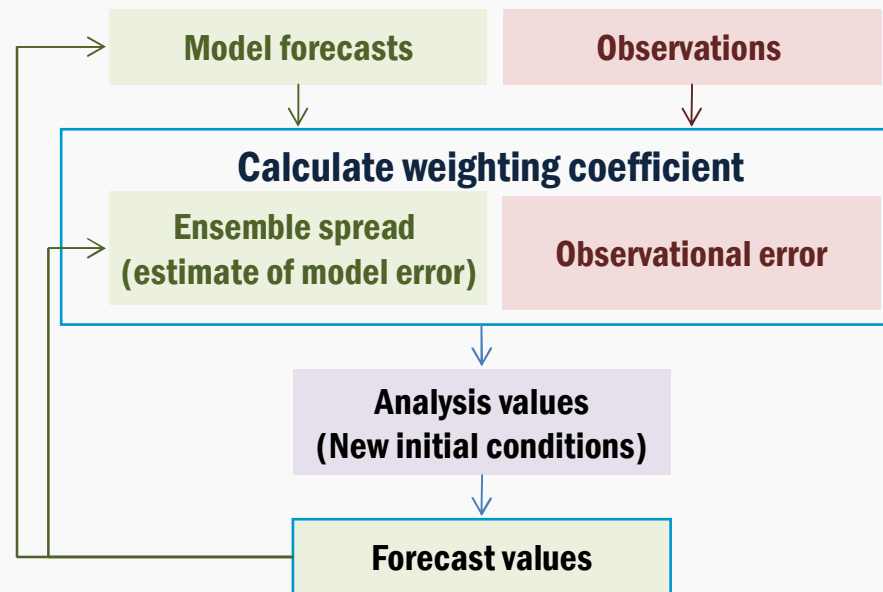 Model forecasts
Observations
Calculate weighting coefficient
Ensemble spread
(estimate of model error)
Observational error
Analysis values
(New initial conditions)
Forecast values